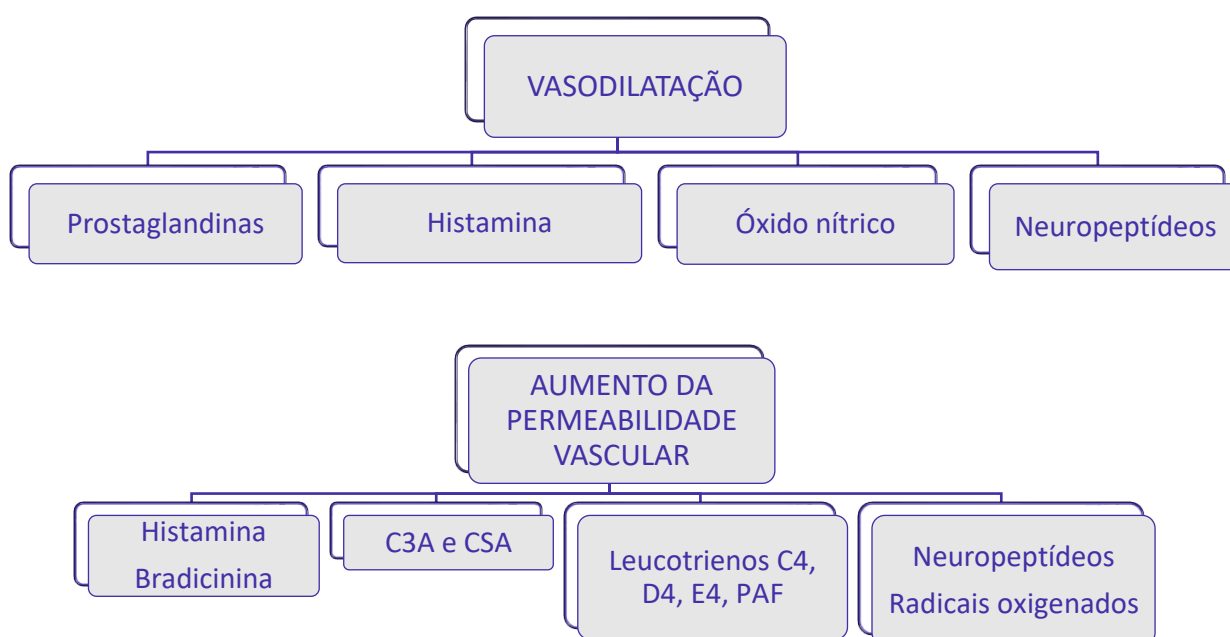 VASODILATAÇÃO
Prostaglandinas
Histamina
Óxido nítrico
Neuropeptídeos
AUMENTO DA
PERMEABILIDADE
VASCULAR
Histamina
Bradicinina
C3A e CSA
Leucotrienos C4,
D4, E4, PAF
Neuropeptídeos
Radicais oxigenados